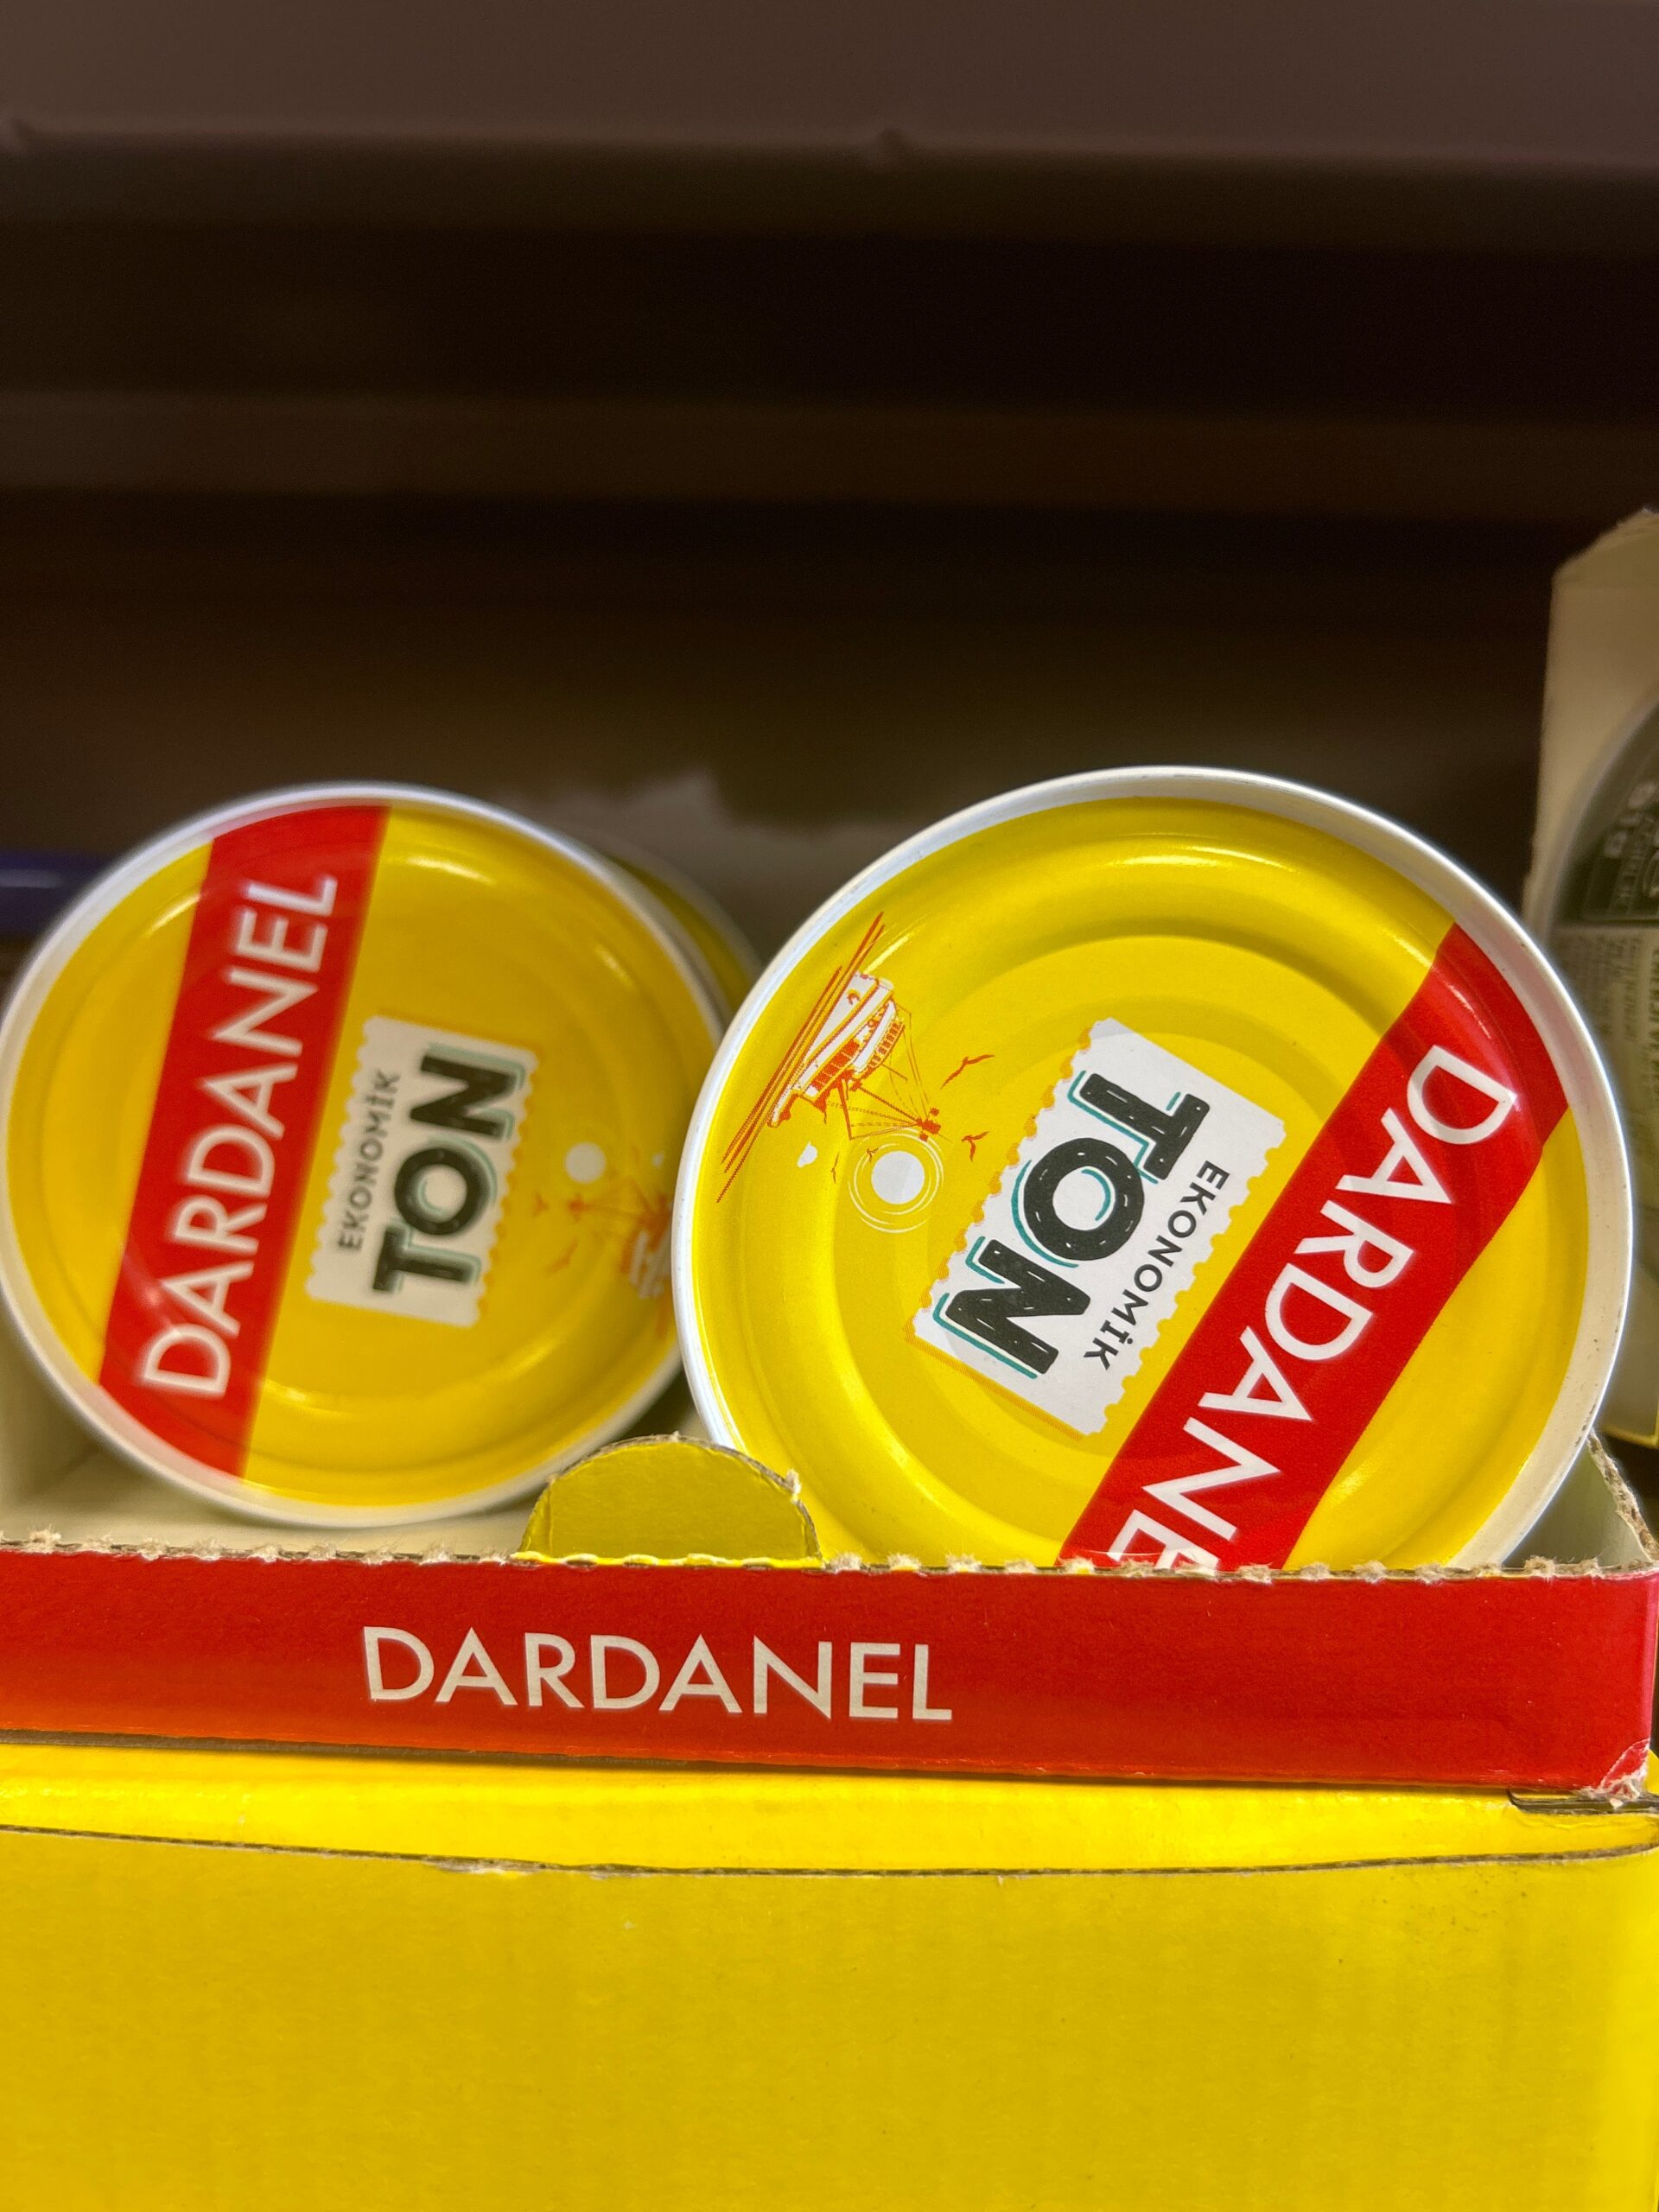 DARDANEL
EKONOMİK
TON
DARDANE
EKONOMİK
TON
DARDANEL